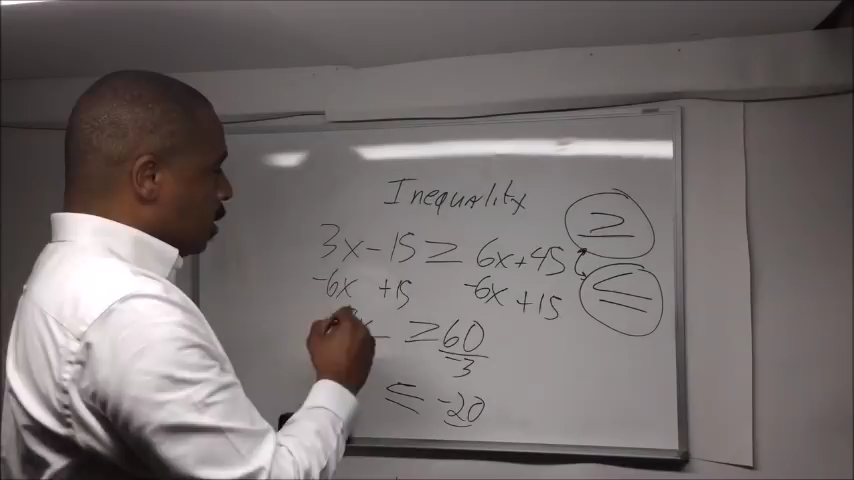 Inequality
≥
3x - 15 ≥ 6x + 45
≤
-6x +15 -6x +15
≥ 60
-3
≤ -20